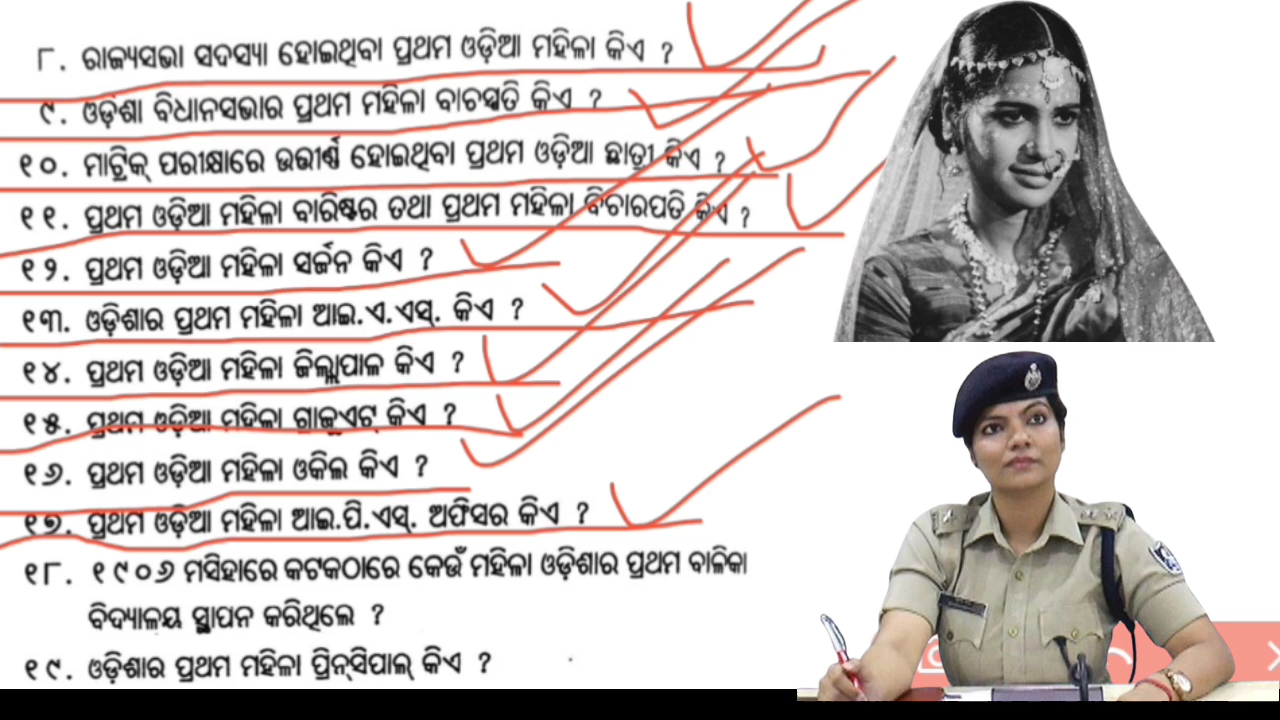 ୮. ରାଜ୍ୟସଭା ସଦସ୍ୟା ହୋଇଥିବା ପ୍ରଥମ ଓଡ଼ିଆ ମହିଳା କିଏ ?
୯. ଓଡ଼ିଶା ବିଧାନସଭାର ପ୍ରଥମ ମହିଳା ବାଚସ୍ପତି କିଏ ?
୧୦. ମାଟ୍ରିକ୍ ପରୀକ୍ଷାରେ ଉତ୍ତୀର୍ଣ୍ଣ ହୋଇଥିବା ପ୍ରଥମ ଓଡ଼ିଆ ଛାତ୍ରୀ କିଏ ?
୧୧. ପ୍ରଥମ ଓଡ଼ିଆ ମହିଳା ବାରିଷ୍ଟର ତଥା ପ୍ରଥମ ମହିଳା ବିଚାରପତି କିଏ ?
୧୨. ପ୍ରଥମ ଓଡ଼ିଆ ମହିଳା ସର୍ଜନ କିଏ ?
୧୩. ଓଡ଼ିଶାର ପ୍ରଥମ ମହିଳା ଆଇ.ଏ.ଏସ୍. କିଏ ?
୧୪. ପ୍ରଥମ ଓଡ଼ିଆ ମହିଳା ଜିଲ୍ଲାପାଳ କିଏ ?
୧୫. ପ୍ରଥମ ଓଡ଼ିଆ ମହିଳା ଗ୍ରାଜୁଏଟ୍ କିଏ ?
୧୬. ପ୍ରଥମ ଓଡ଼ିଆ ମହିଳା ଓକିଲ କିଏ ?
୧୭. ପ୍ରଥମ ଓଡ଼ିଆ ମହିଳା ଆଇ.ପି.ଏସ୍. ଅଫିସର କିଏ ?
୧୮. ୧୯୦୬ ମସିହାରେ କଟକଠାରେ କେଉଁ ମହିଳା ଓଡ଼ିଶାର ପ୍ରଥମ ବାଳିକା
ବିଦ୍ୟାଳୟ ସ୍ଥାପନ କରିଥିଲେ ?
୧୯. ଓଡ଼ିଶାର ପ୍ରଥମ ମହିଳା ପ୍ରିନ୍‌ସିପାଲ୍ କିଏ ?